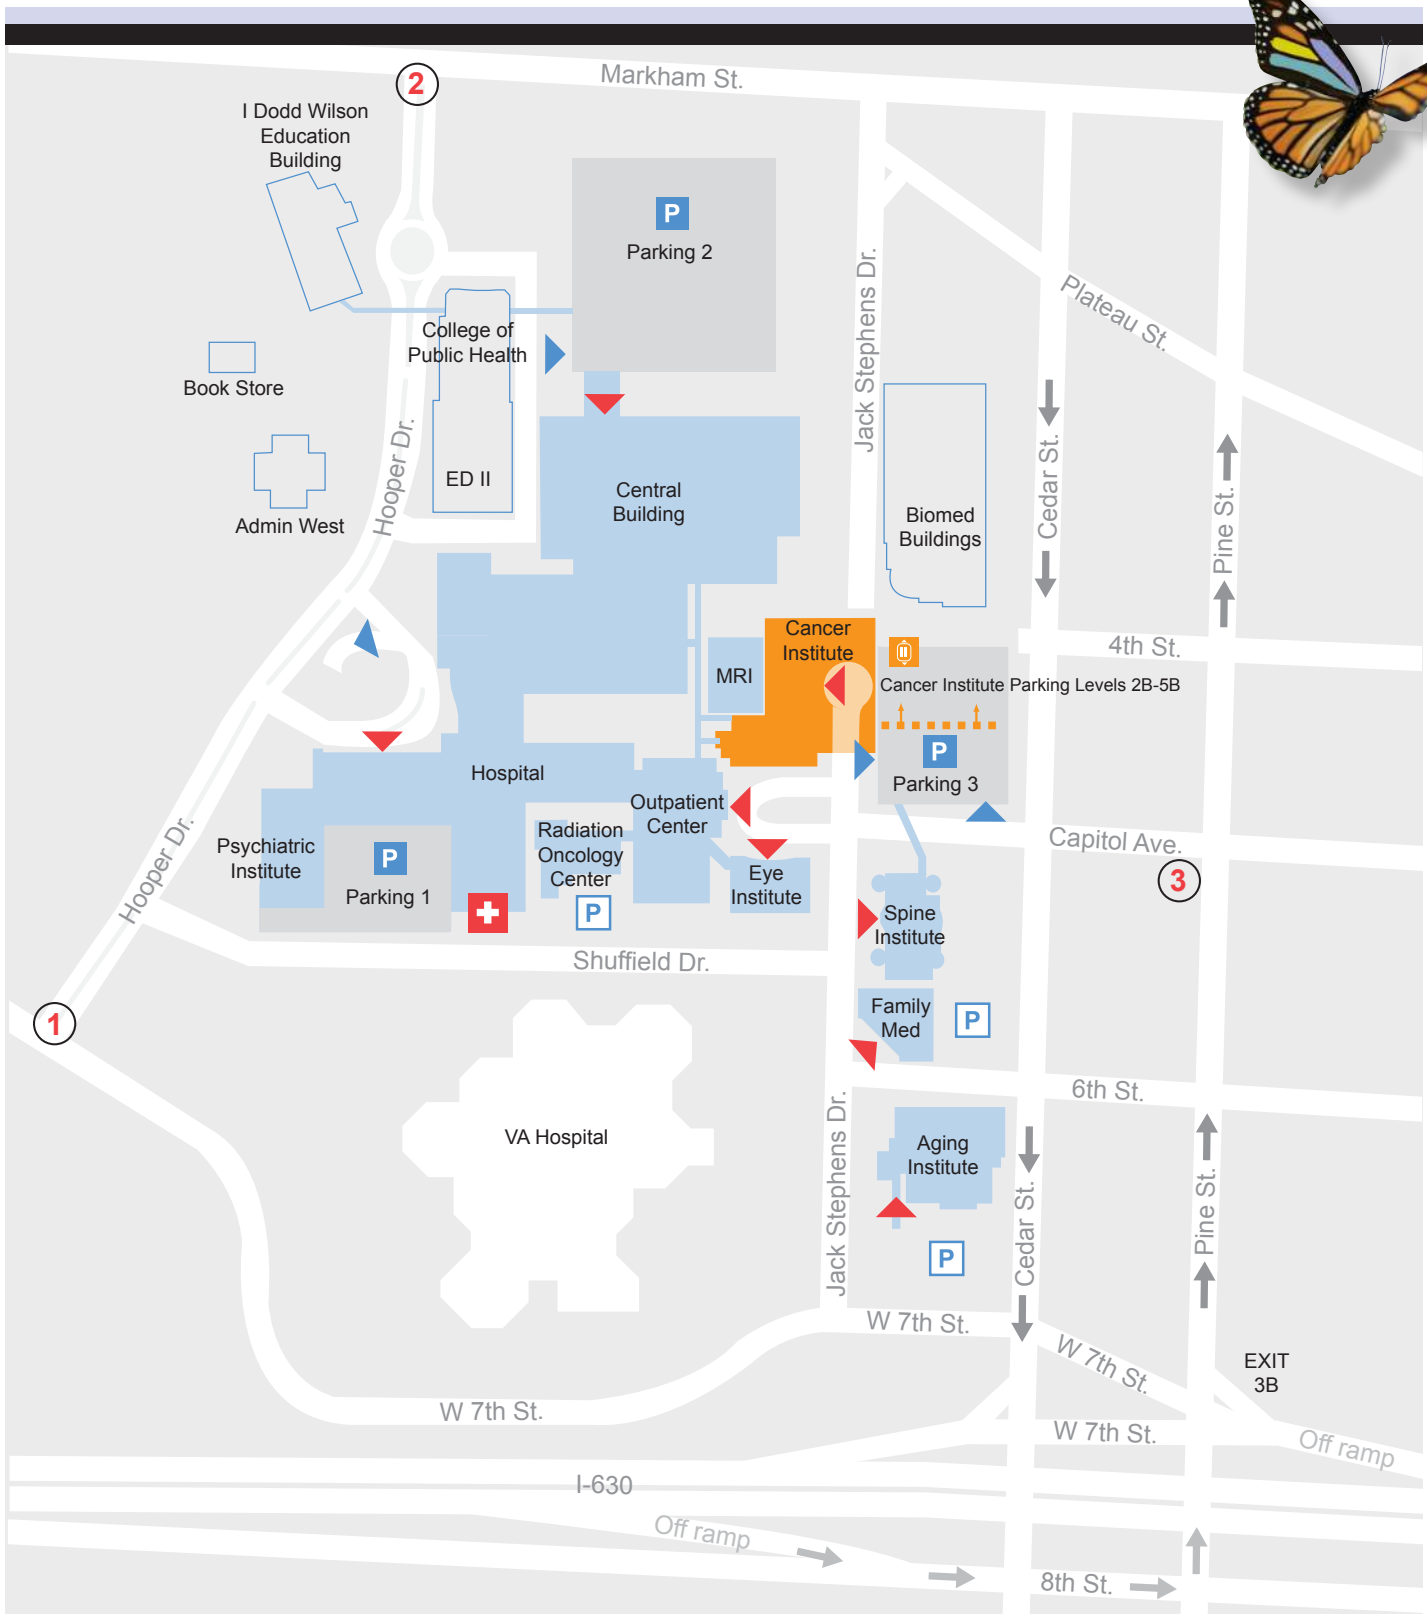 Markham St.
2
I Dodd Wilson
Education
Building
P
Parking 2
Jack Stephens Dr.
Plateau St.
College of
Public Health
Book Store
Hooper Dr.
ED II
Admin West
Central
Building
Biomed
Buildings
Cedar St.
Pine St.
4th St.
Cancer
Institute
MRI
Cancer Institute Parking Levels 2B-5B
P
Parking 3
Hospital
Outpatient
Center
Capitol Ave.
3
Hooper Dr.
Psychiatric
Institute
P
Parking 1
Radiation
Oncology
Center
P
Eye
Institute
Spine
Institute
Shuffield Dr.
1
Family
Med
P
6th St.
VA Hospital
Jack Stephens Dr.
Aging
Institute
P
Cedar St.
Pine St.
W 7th St.
W 7th St.
EXIT
3B
W 7th St.
W 7th St.
Off ramp
I-630
Off ramp
8th St.